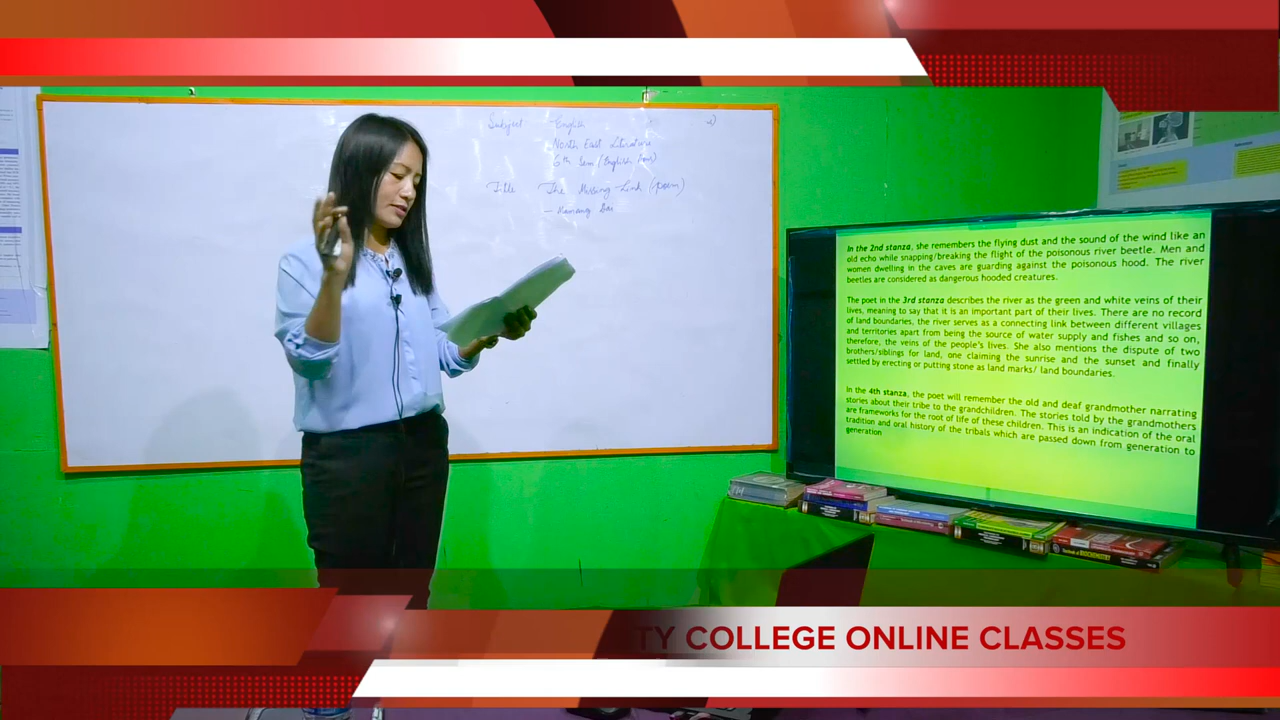 Subject - English
North East Literature
6th Sem (English Hons)
Title The Missing Link (poem)
- Mamang Dai
In the 2nd stanza, she remembers the flying dust and the sound of the wind like an
old echo while snapping/breaking the flight of the poisonous river beetle. Men and
women dwelling in the caves are guarding against the poisonous hood. The river
beetles are considered as dangerous hooded creatures.
The poet in the 3rd stanza describes the river as the green and white veins of their
lives, meaning to say that it is an important part of their lives. There are no record
of land boundaries, the river serves as a connecting link between different villages
and territories apart from being the source of water supply and fishes and so on,
therefore, the veins of the people's lives. She also mentions the dispute of two
brothers/siblings for land, one claiming the sunrise and the sunset and finally
settled by erecting or putting stone as land marks/ land boundaries.
In the 4th stanza, the poet will remember the old and deaf grandmother narrating
stories about their tribe to the grandchildren. The stories told by the grandmothers
are frameworks for the root of life of these children. This is an indication of the oral
tradition and oral history of the tribals which are passed down from generation to
generation
TY COLLEGE ONLINE CLASSES